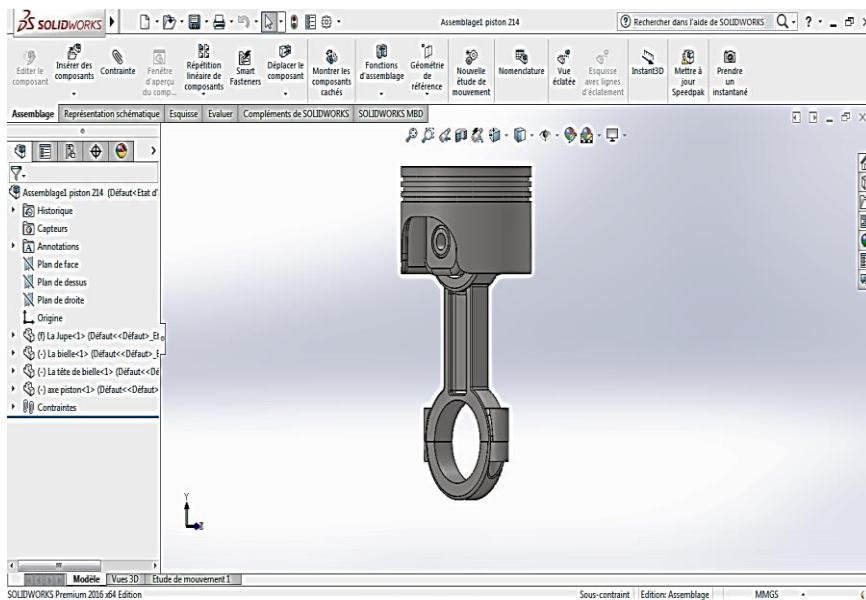 SOLIDWORKS
Assemblage1 piston 214
Rechercher dans l'aide de SOLIDWORKS
Editer le composant
Insérer des composants
Contrainte
Fenêtre d'aperçu du comp...
Répétition linéaire de composants
Smart Fasteners
Déplacer le composant
Montrer les composants cachés
Fonctions d'assemblage
Géométrie de référence
Nouvelle étude de mouvement
Nomenclature
Vue éclatée
Esquisse avec lignes d'éclatement
Instant3D
Mettre à jour Speedpak
Prendre un instantané
Assemblage Représentation schématique Esquisse Evaluer Compléments de SOLIDWORKS SOLIDWORKS MBD
Assemblage1 piston 214 (Défaut<Etat d'
Historique
Capteurs
Annotations
Plan de face
Plan de dessus
Plan de droite
Origine
(f) La Jupe<1> (Défaut<<Défaut>_Et
(-) La bielle<1> (Défaut<<Défaut>_E
(-) La tête de bielle<1> (Défaut<<Dé
(-) axe piston<1> (Défaut<<Défaut>
Contraintes
Y
Z
Modèle Vues 3D Etude de mouvement 1
SOLIDWORKS Premium 2016 x64 Edition
Sous-contraint Edition: Assemblage MMGS